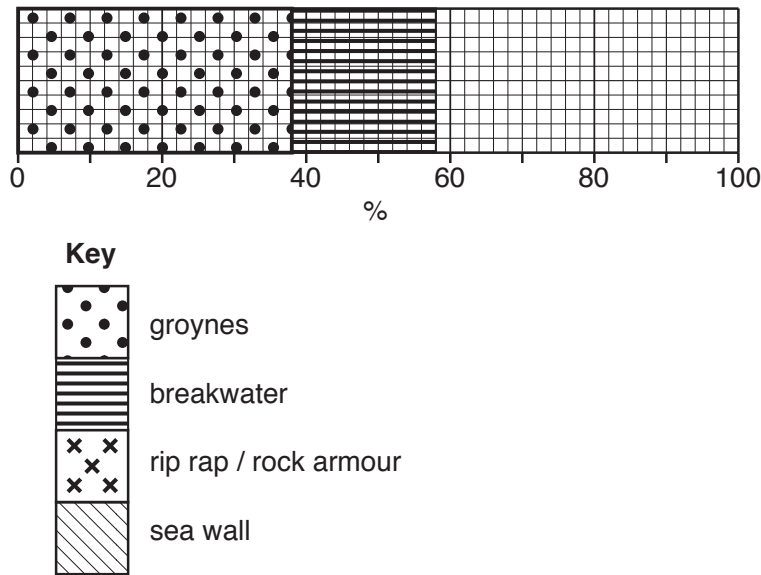 0 20 40 60 80 100
%
Key
groynes
breakwater
rip rap / rock armour
sea wall